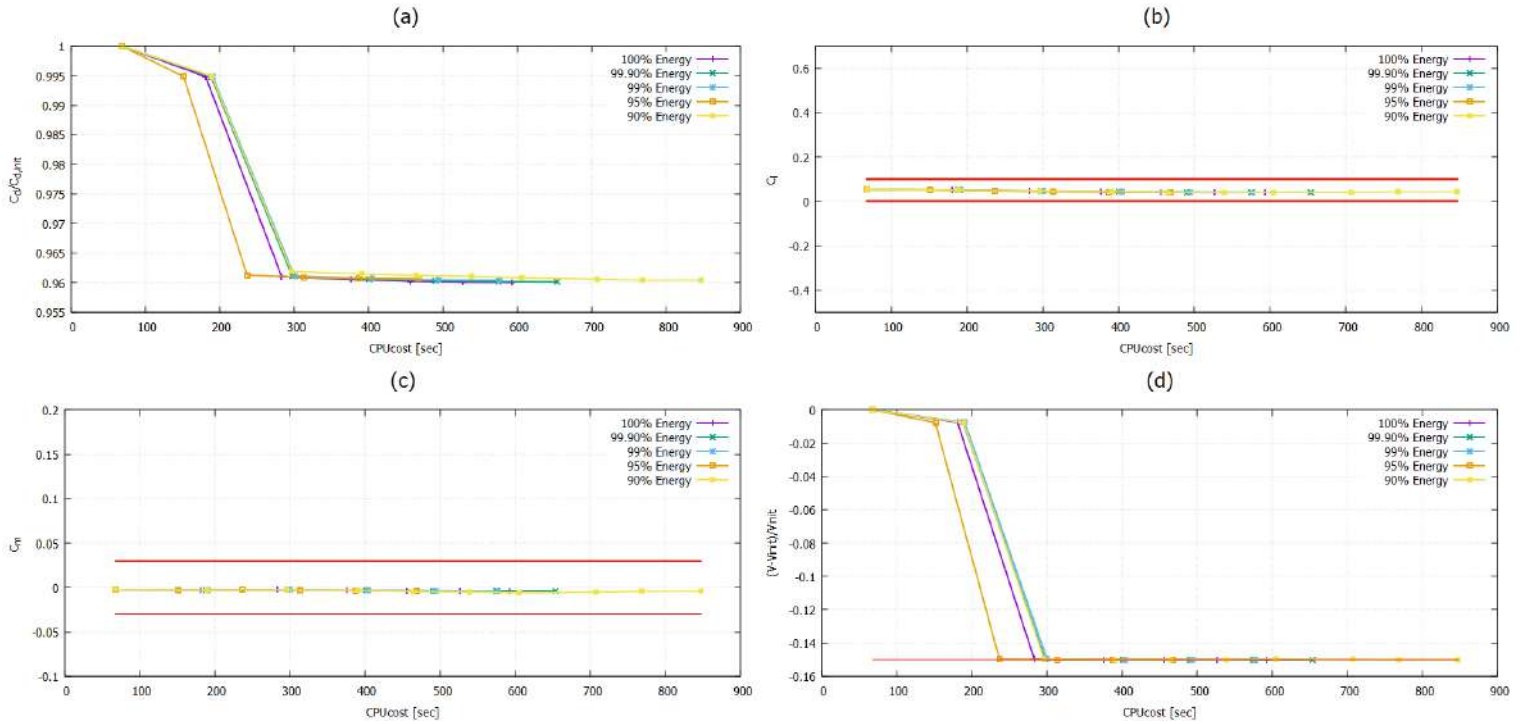 (a)
1
0.995
0.99
0.985
0.98
0.975
0.97
0.965
0.96
0.955
Cd/Cd,init
100% Energy
99.90% Energy
99% Energy
95% Energy
90% Energy
0 100 200 300 400 500 600 700 800 900
CPUcost [sec]
(b)
0.6
0.4
0.2
0
-0.2
-0.4
Cl
100% Energy
99.90% Energy
99% Energy
95% Energy
90% Energy
0 100 200 300 400 500 600 700 800 900
CPUcost [sec]
(c)
0.2
0.15
0.1
0.05
0
-0.05
-0.1
Cm
100% Energy
99.90% Energy
99% Energy
95% Energy
90% Energy
0 100 200 300 400 500 600 700 800 900
CPUcost [sec]
(d)
0
-0.02
-0.04
-0.06
-0.08
-0.1
-0.12
-0.14
-0.16
(V-Vinit)/Vinit
100% Energy
99.90% Energy
99% Energy
95% Energy
90% Energy
0 100 200 300 400 500 600 700 800 900
CPUcost [sec]